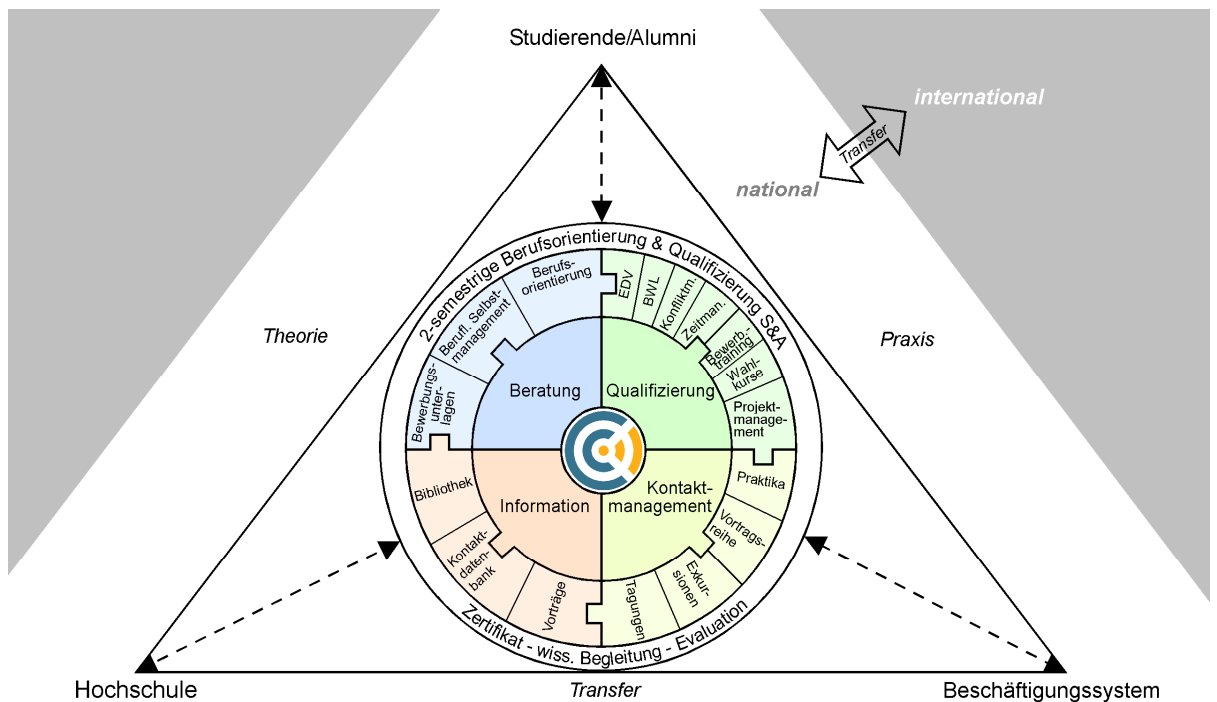 Studierende/Alumni
international
Transfer
national
2-semestrige Berufsorientierung & Qualifizierung S&A
Theorie
Praxis
Berufs-
orientierung
Berufl. Selbst-
management
Bewerbungs-
unter-
lagen
EDV
BWL
Konfliktm.
Zeitman.
Bewerb.-
training
Wahl-
kurse
Projekt-
manage-
ment
Beratung
Qualifizierung
Information
Kontakt-
management
Bibliothek
Kontakt-
daten-
bank
Vorträge
Praktika
Vortrags-
reihe
Exkur-
sionen
Tagungen
Zertifikat - wiss. Begleitung - Evaluation
Hochschule
Transfer
Beschäftigungssystem